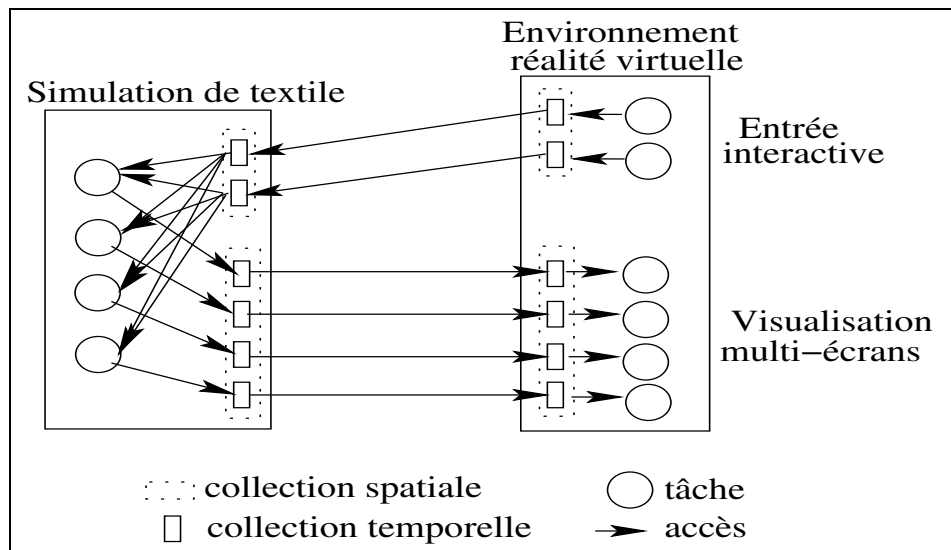 Environnement
réalité virtuelle
Simulation de textile
Entrée
interactive
Visualisation
multi−écrans
collection spatiale
tâche
collection temporelle
accès